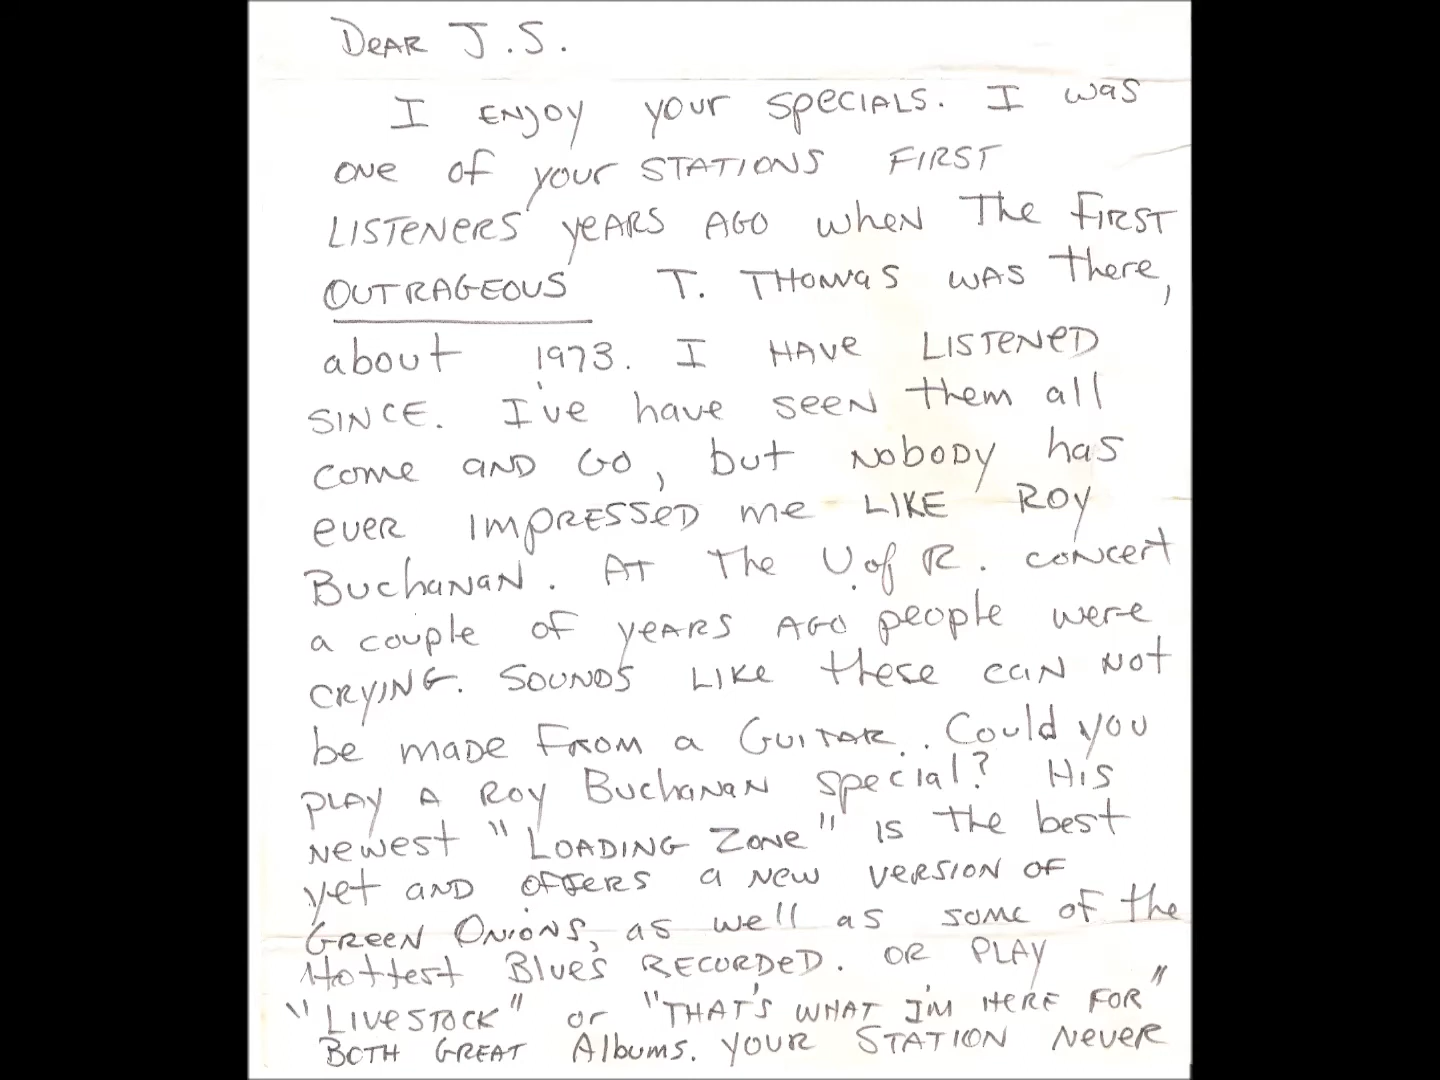 Dear J.S.
I ENJOY your specials. I was
one of your STATIONS FIRST
LISTENERS years AGO when The FIRST
OUTRAGEOUS T. THOMAS WAS there,
about 1973. I HAVE LISTENED
SINCE. I've have seen them all
come AND GO, but NOBODY has
ever IMPRESSED me LIKE ROY
Buchanan. AT The U of R. concert
a couple of years AGO people were
CRYING. SOUNDS LIKE these can not
be made FROM a GUITAR.. Could you
PLAY A ROY Buchanan special? His
Newest "LOADING ZONE" is the best
yet AND offers a new version of
Green Onions, as well as some of the
Hottest Blues RECORDED. OR PLAY
"LIVESTOCK" or "THAT'S WHAT I'M HERE FOR"
BOTH GREAT Albums. YOUR STATION NEVER